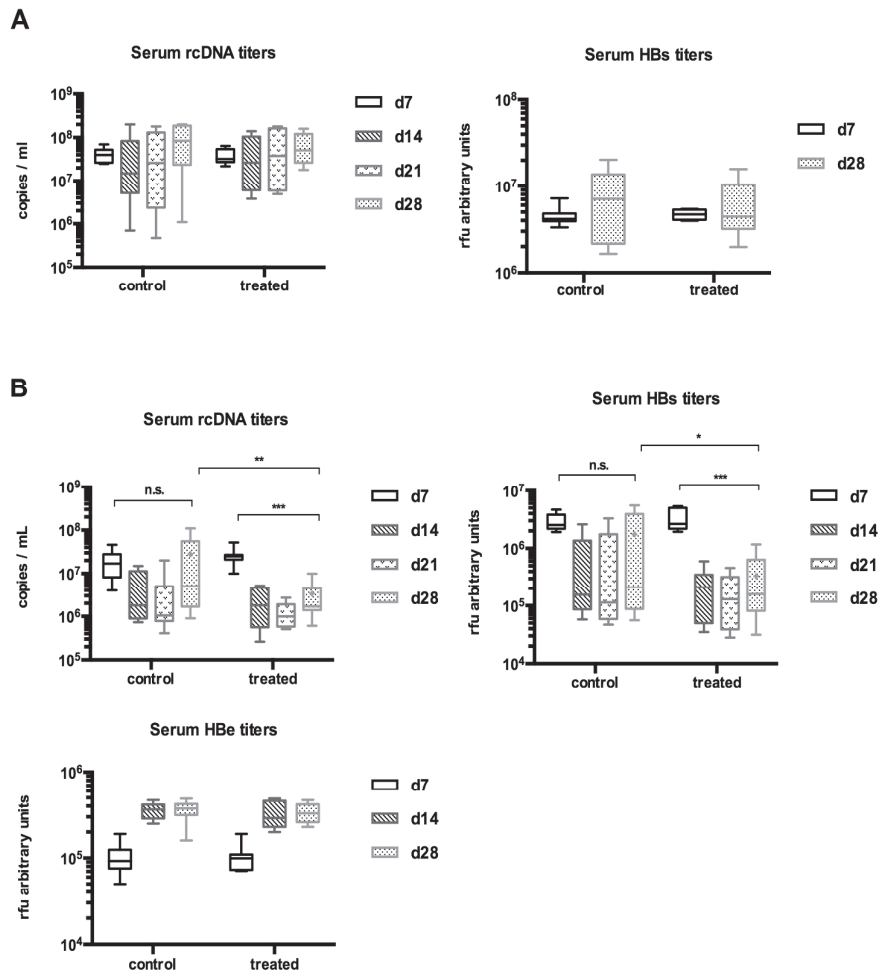 A
Serum rcDNA titers
copies / ml
10^9
10^8
10^7
10^6
10^5
control
treated
d7
d14
d21
d28
Serum HBs titers
rfu arbitrary units
10^8
10^7
10^6
control
treated
d7
d28
B
Serum rcDNA titers
copies / mL
10^9
10^8
10^7
10^6
10^5
n.s.
**
***
control
treated
d7
d14
d21
d28
Serum HBs titers
rfu arbitrary units
10^7
10^6
10^5
10^4
n.s.
*
***
control
treated
d7
d14
d21
d28
Serum HBe titers
rfu arbitrary units
10^6
10^5
10^4
control
treated
d7
d14
d28